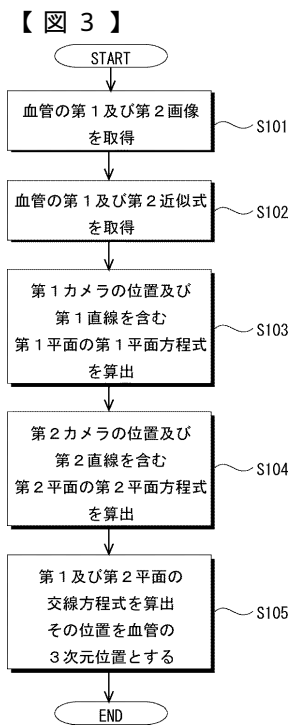 【図３】
START
血管の第１及び第２画像
を取得
S101
血管の第１及び第２近似式
を取得
S102
第１カメラの位置及び
第１直線を含む
第１平面の第１平面方程式
を算出
S103
第２カメラの位置及び
第２直線を含む
第２平面の第２平面方程式
を算出
S104
第１及び第２平面の
交線方程式を算出
その位置を血管の
３次元位置とする
S105
END